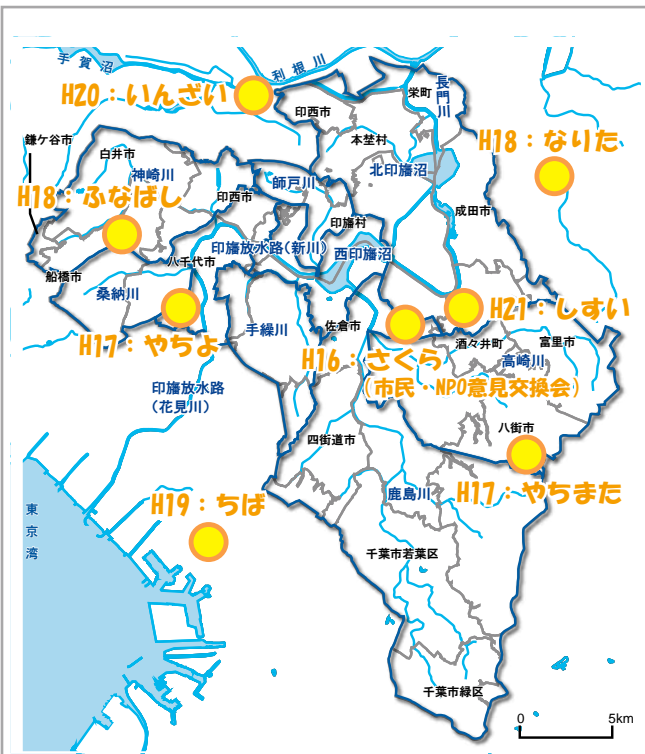 手賀沼
利根川
H20：いんざい
印西市
栄町
長門川
本埜村
鎌ケ谷市
白井市
神崎川
師戸川
北印旛沼
H18：なりた
H18：ふなばし
印西市
印旛村
成田市
船橋市
八千代市
印旛放水路(新川)
西印旛沼
桑納川
H17：やちよ
手繰川
佐倉市
H21：しすい
H16：さくら
(市民・NPO意見交換会)
酒々井町
富里市
高崎川
印旛放水路
(花見川)
四街道市
八街市
H17：やちまた
鹿島川
H19：ちば
東京湾
千葉市若葉区
千葉市緑区
0 5km